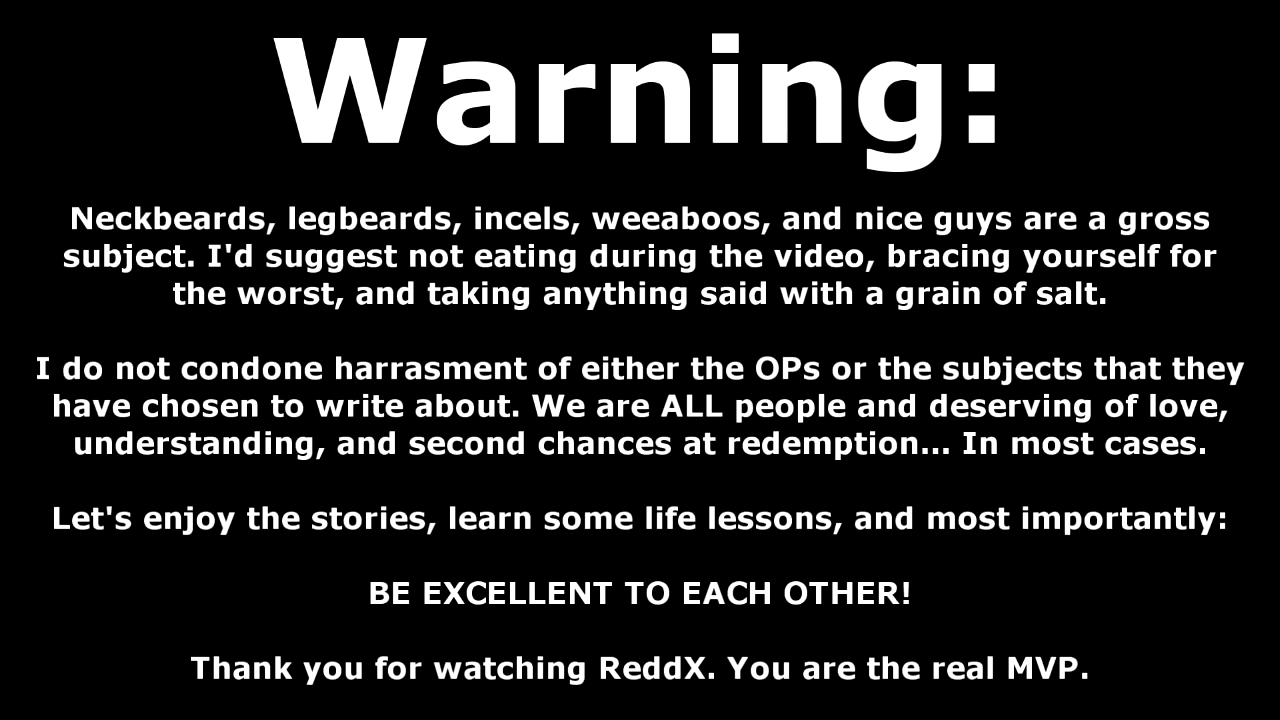 Warning:
Neckbeards, legbeards, incels, weeaboos, and nice guys are a gross
subject. I'd suggest not eating during the video, bracing yourself for
the worst, and taking anything said with a grain of salt.
I do not condone harrasment of either the OPs or the subjects that they
have chosen to write about. We are ALL people and deserving of love,
understanding, and second chances at redemption... In most cases.
Let's enjoy the stories, learn some life lessons, and most importantly:
BE EXCELLENT TO EACH OTHER!
Thank you for watching ReddX. You are the real MVP.